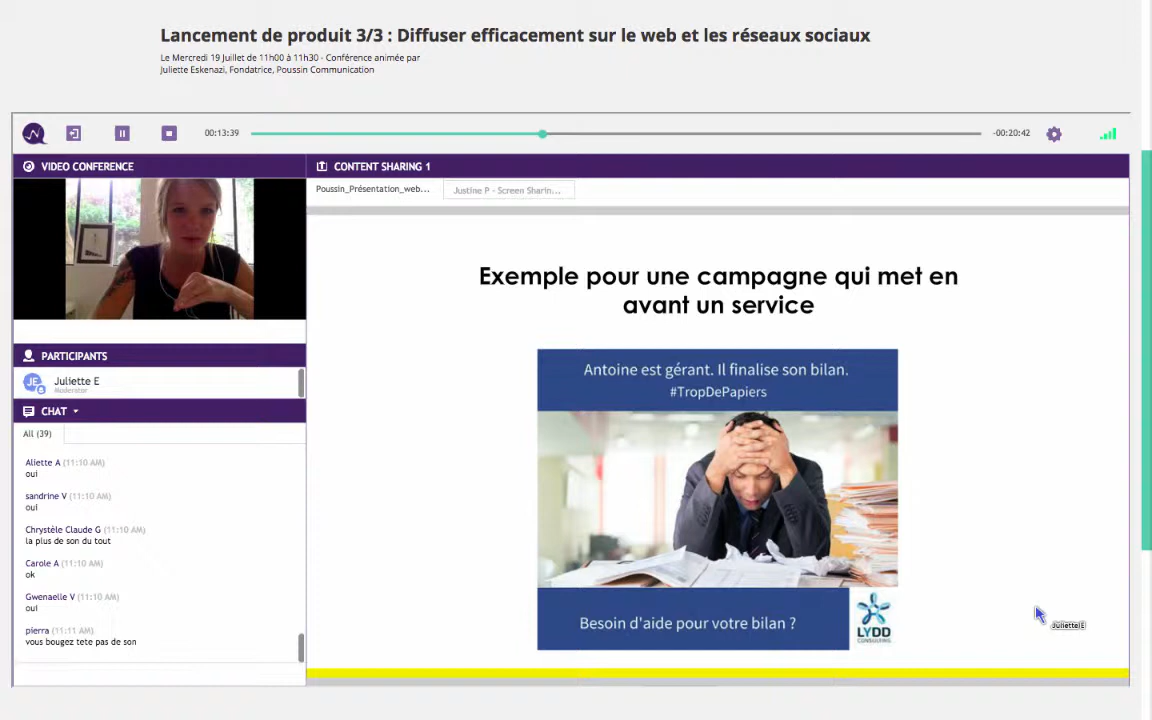 Lancement de produit 3/3 : Diffuser efficacement sur le web et les réseaux sociaux
Le Mercredi 19 Juillet de 11h00 à 11h30 - Conférence animée par
Juliette Eskenazi, Fondatrice, Poussin Communication
00:13:39
-00:20:42
VIDEO CONFERENCE
CONTENT SHARING 1
Poussin_Présentation_web...
Justine P - Screen Sharin...
Exemple pour une campagne qui met en
avant un service
Antoine est gérant. Il finalise son bilan.
#TropDePapiers
Besoin d'aide pour votre bilan ?
LYDD
CONSULTING
Juliette E
PARTICIPANTS
JE
Juliette E
Moderator
CHAT
All (39)
Aliette A (11:10 AM)
oui
sandrine V (11:10 AM)
oui
Chrystèle Claude G (11:10 AM)
la plus de son du tout
Carole A (11:10 AM)
ok
Gwenaelle V (11:10 AM)
oui
pierra (11:11 AM)
vous bougez tete pas de son